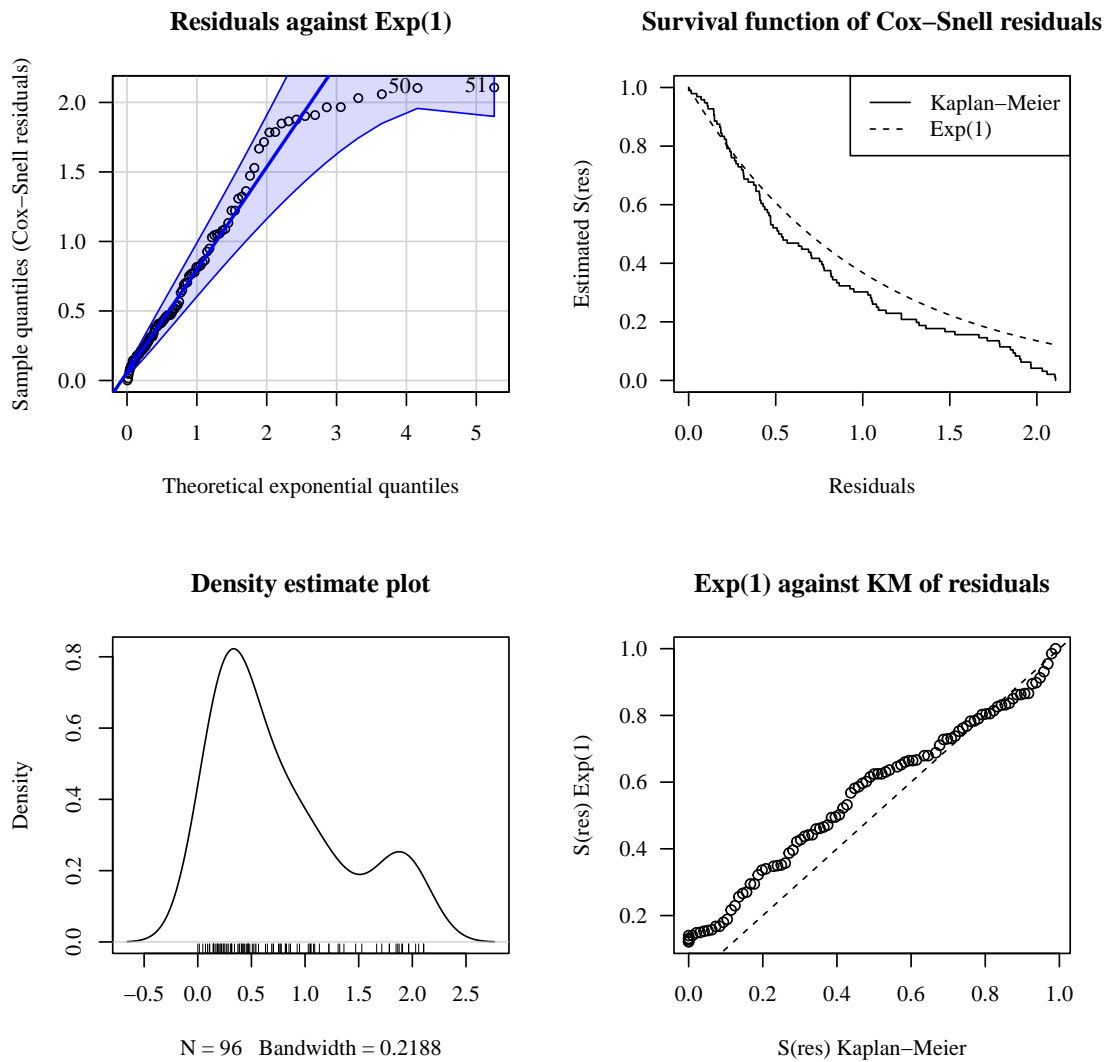 Residuals against Exp(1)
Sample quantiles (Cox−Snell residuals)
2.0
1.5
1.0
0.5
0.0
50
51
0 1 2 3 4 5
Theoretical exponential quantiles
Survival function of Cox−Snell residuals
Estimated S(res)
1.0
0.8
0.6
0.4
0.2
0.0
Kaplan−Meier
Exp(1)
0.0 0.5 1.0 1.5 2.0
Residuals
Density estimate plot
Density
0.8
0.6
0.4
0.2
0.0
−0.5 0.0 0.5 1.0 1.5 2.0 2.5
N = 96 Bandwidth = 0.2188
Exp(1) against KM of residuals
S(res) Exp(1)
1.0
0.8
0.6
0.4
0.2
0.0 0.2 0.4 0.6 0.8 1.0
S(res) Kaplan−Meier